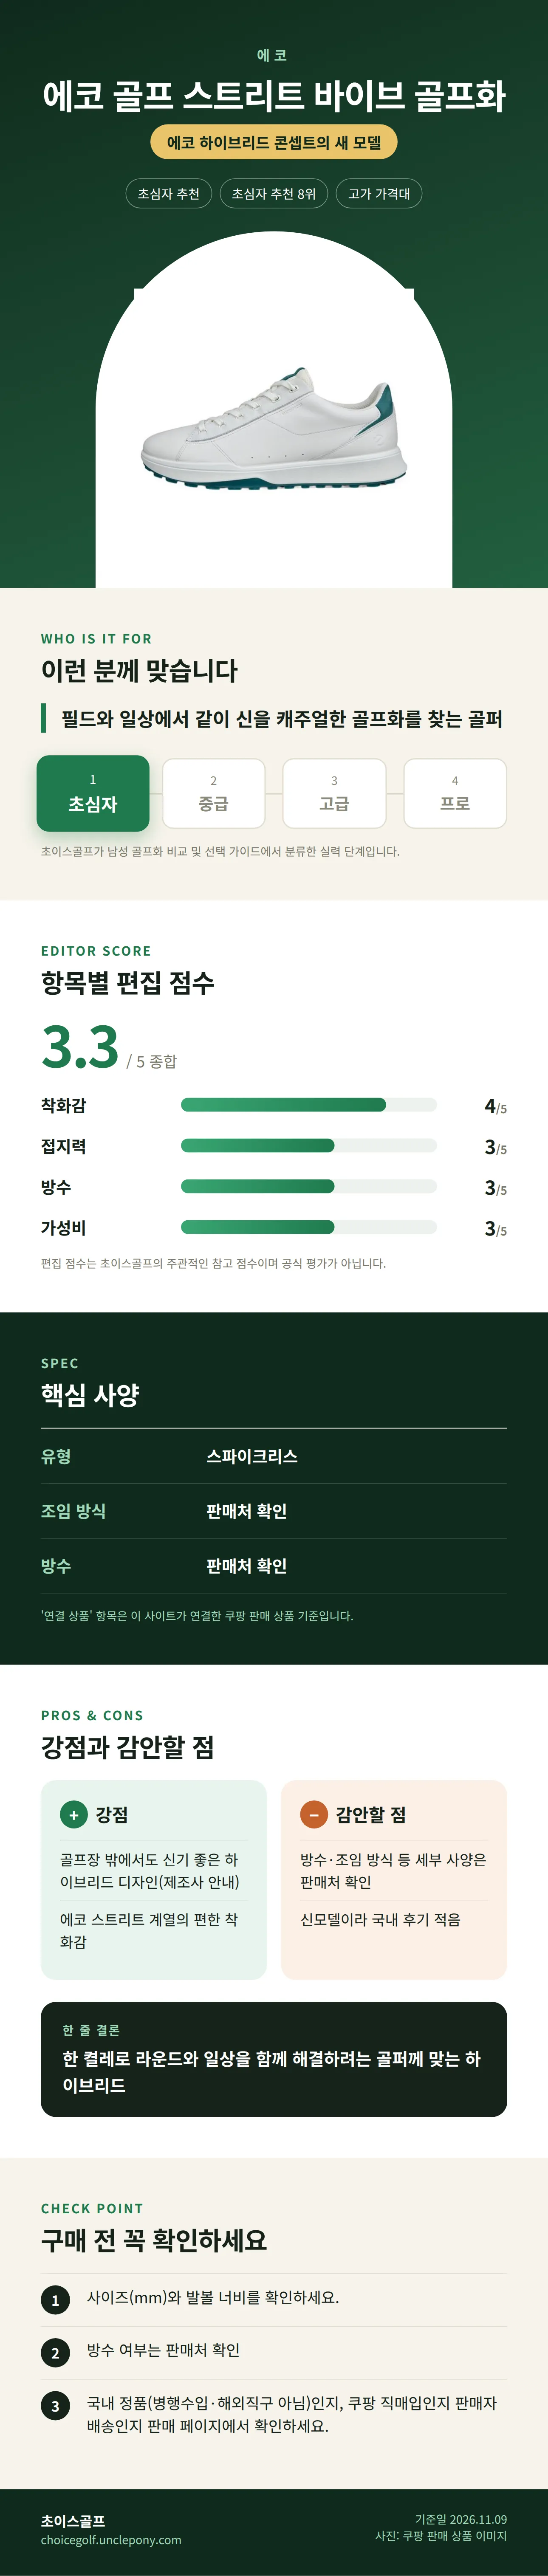 에코
에코 골프 스트리트 바이브 골프화
에코 하이브리드 콘셉트의 새 모델
초심자 추천
초심자 추천 8위
고가 가격대
WHO IS IT FOR
이런 분께 맞습니다
필드와 일상에서 같이 신을 캐주얼한 골프화를 찾는 골퍼
1
초심자
2
중급
3
고급
4
프로
초이스골프가 남성 골프화 비교 및 선택 가이드에서 분류한 실력 단계입니다.
EDITOR SCORE
항목별 편집 점수
3.3 / 5 종합
착화감 4/5
접지력 3/5
방수 3/5
가성비 3/5
편집 점수는 초이스골프의 주관적인 참고 점수이며 공식 평가가 아닙니다.
SPEC
핵심 사양
유형 스파이크리스
조임 방식 판매처 확인
방수 판매처 확인
'연결 상품' 항목은 이 사이트가 연결한 쿠팡 판매 상품 기준입니다.
PROS & CONS
강점과 감안할 점
+ 강점
골프장 밖에서도 신기 좋은 하
이브리드 디자인(제조사 안내)
에코 스트리트 계열의 편한 착
화감
− 감안할 점
방수·조임 방식 등 세부 사양은
판매처 확인
신모델이라 국내 후기 적음
한 줄 결론
한 켤레로 라운드와 일상을 함께 해결하려는 골퍼께 맞는 하
이브리드
CHECK POINT
구매 전 꼭 확인하세요
1 사이즈(mm)와 발볼 너비를 확인하세요.
2 방수 여부는 판매처 확인
3 국내 정품(병행수입·해외직구 아님)인지, 쿠팡 직매입인지 판매자
배송인지 판매 페이지에서 확인하세요.
초이스골프
choicegolf.unclepony.com
기준일 2026.11.09
사진: 쿠팡 판매 상품 이미지